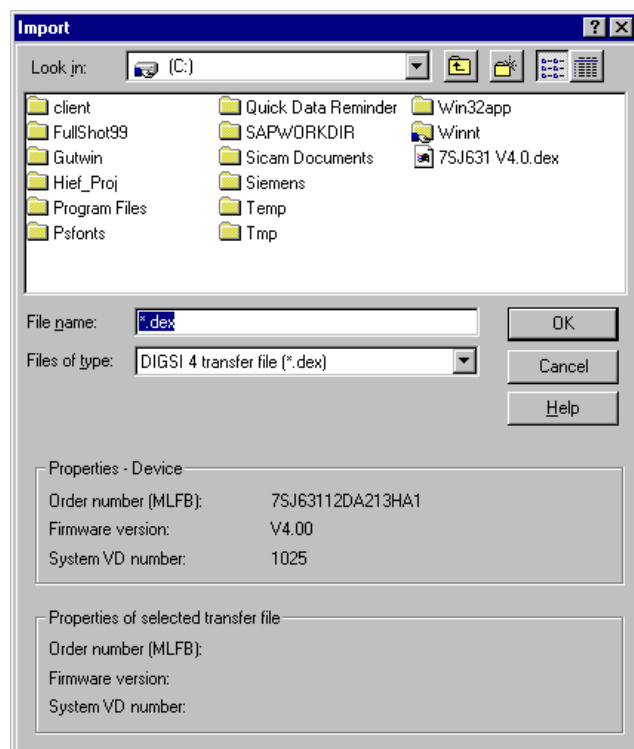 Import
Look in: (C:)
client
FullShot99
Gutwin
Hief_Proj
Program Files
Psfonts
Quick Data Reminder
SAPWORKDIR
Sicam Documents
Siemens
Temp
Tmp
Win32app
Winnt
7SJ631 V4.0.dex
File name: *.dex
OK
Files of type: DIGSI 4 transfer file (*.dex)
Cancel
Help
Properties - Device
Order number (MLFB): 7SJ63112DA213HA1
Firmware version: V4.00
System VD number: 1025
Properties of selected transfer file
Order number (MLFB):
Firmware version:
System VD number: